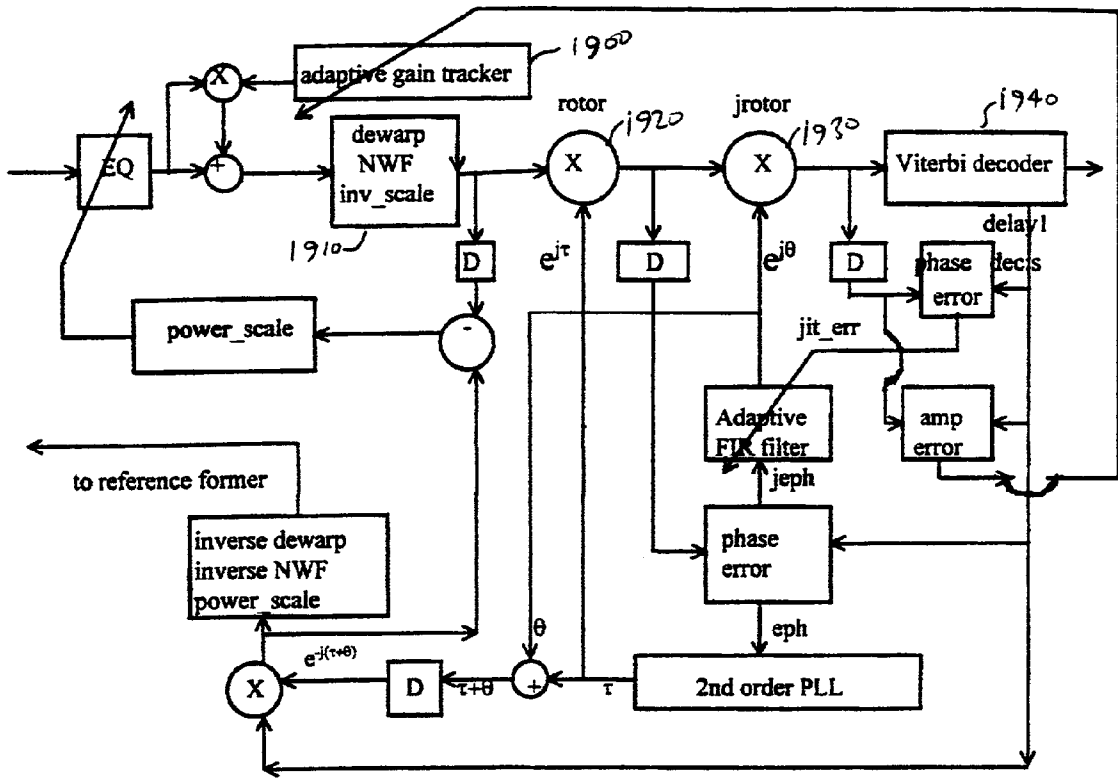 1900
X
adaptive gain tracker
rotor
jrotor
1920
1930
1940
EQ
+
dewarp
NWF
inv_scale
X
X
Viterbi decoder
delay1
1910
D
e^jτ
D
e^jθ
D
phase
error
dec:s
power_scale
-
jit_err
Adaptive
FIR filter
amp
error
to reference former
jeph
inverse dewarp
inverse NWF
power_scale
phase
error
θ
eph
e^-j(τ+θ)
X
D
τ+θ
+
τ
2nd order PLL